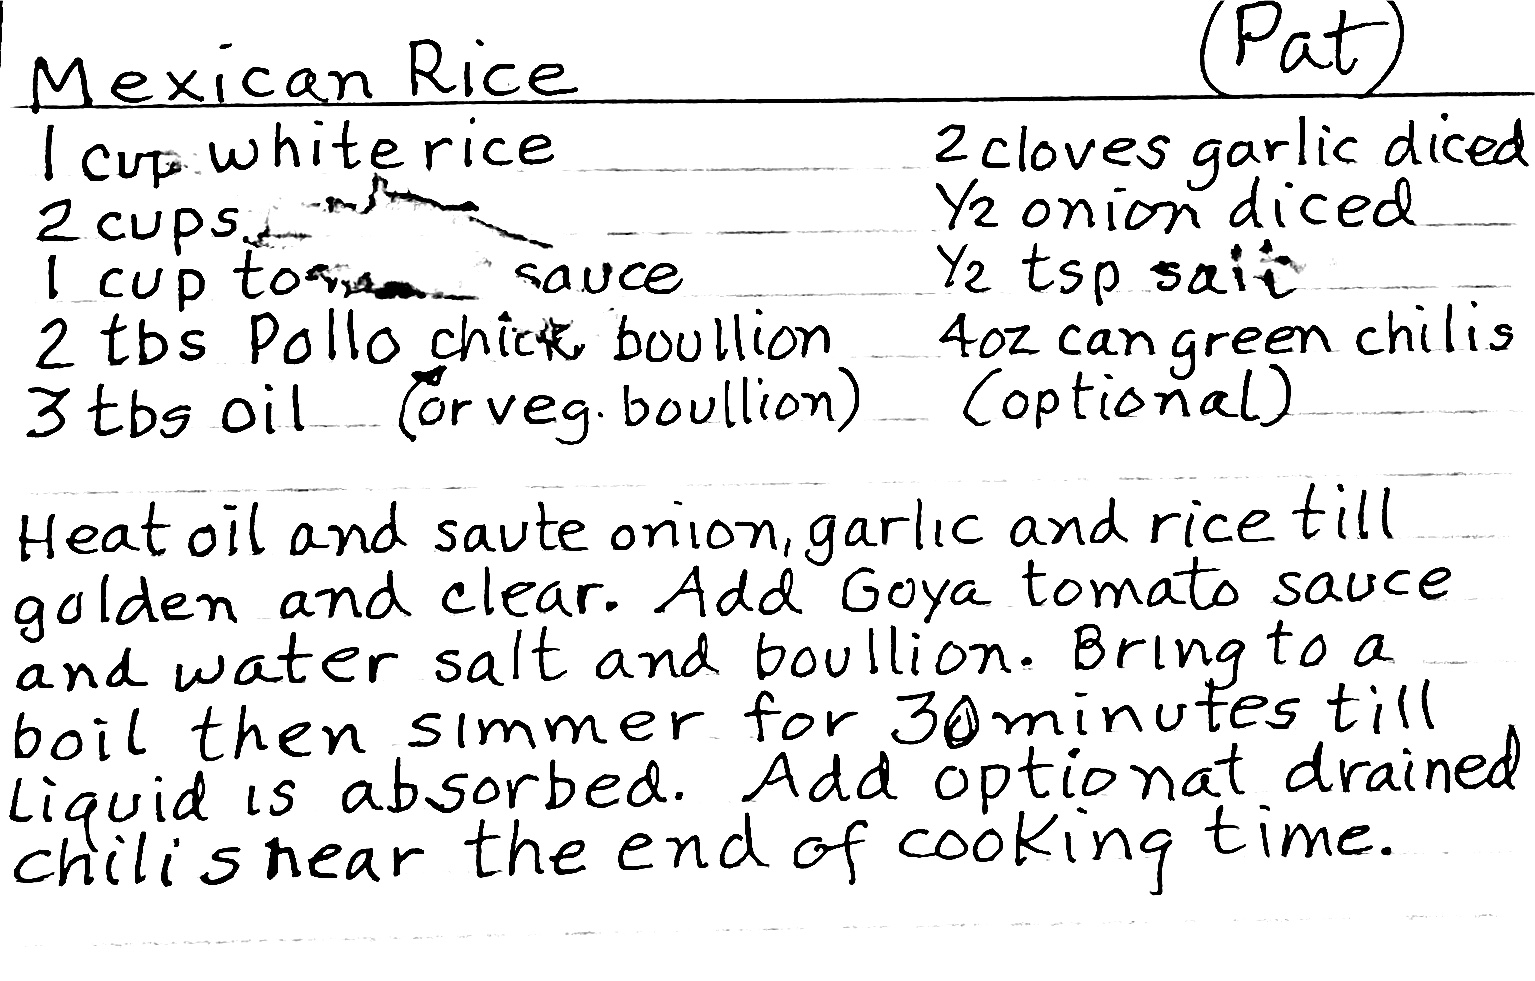 Mexican Rice (Pat)
1 cup white rice
2 cups
1 cup sauce
2 tbs Pollo chick boullion
3 tbs oil (or veg. boullion)
2 cloves garlic diced
1/2 onion diced
1/2 tsp salt
4oz can green chilis
(optional)
Heat oil and saute onion, garlic and rice till
golden and clear. Add Goya tomato sauce
and water salt and boullion. Bring to a
boil then simmer for 30 minutes till
Liquid is absorbed. Add optional drained
chilis near the end of cooking time.